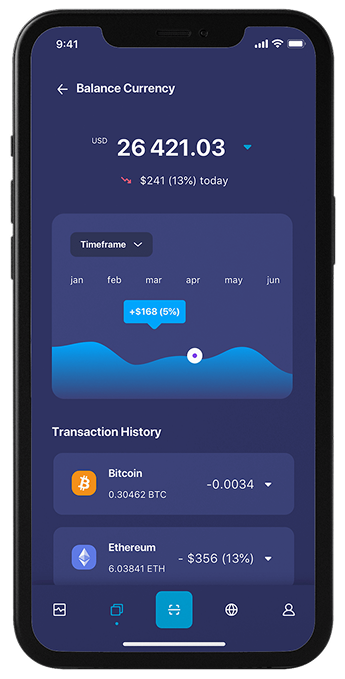 9:41
Balance Currency
USD 26 421.03
$241 (13%) today
Timeframe
jan feb mar apr may jun
+$168 (5%)
Transaction History
Bitcoin
0.30462 BTC
-0.0034
Ethereum
6.03841 ETH
- $356 (13%)